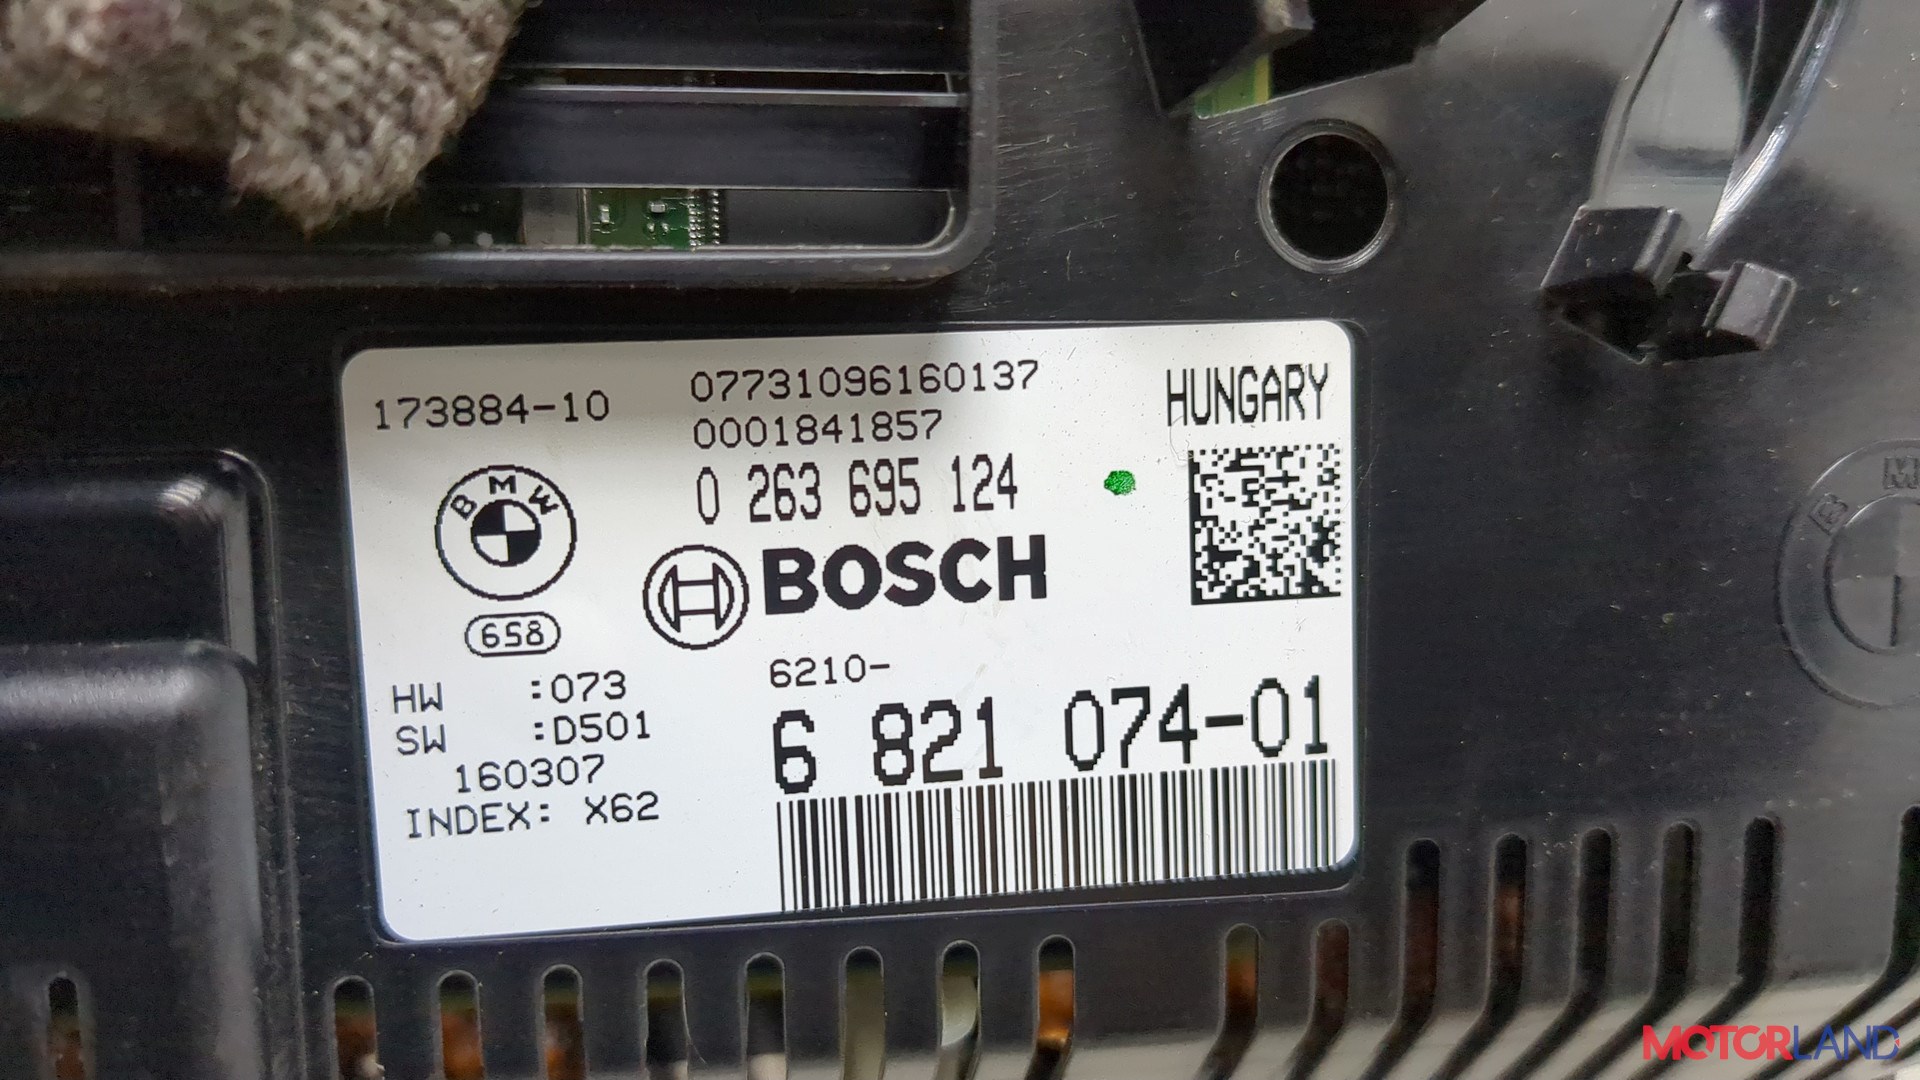 173884-10
07731096160137
0001841857
HUNGARY
0 263 695 124
BMW
658
BOSCH
HW :073
SW :D501
160307
INDEX: X62
6210-
6 821 074-01
BM
MOTORLAND